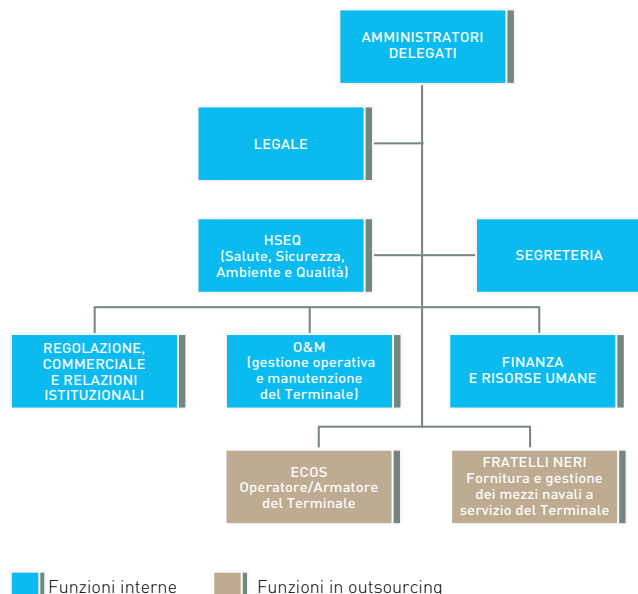 AMMINISTRATORI
DELEGATI
LEGALE
HSEQ
(Salute, Sicurezza,
Ambiente e Qualità)
SEGRETERIA
REGOLAZIONE,
COMMERCIALE
E RELAZIONI
ISTITUZIONALI
O&M
(gestione operativa
e manutenzione
del Terminale)
FINANZA
E RISORSE UMANE
ECOS
Operatore/Armatore
del Terminale
FRATELLI NERI
Fornitura e gestione
dei mezzi navali a
servizio del Terminale
Funzioni interne
Funzioni in outsourcing